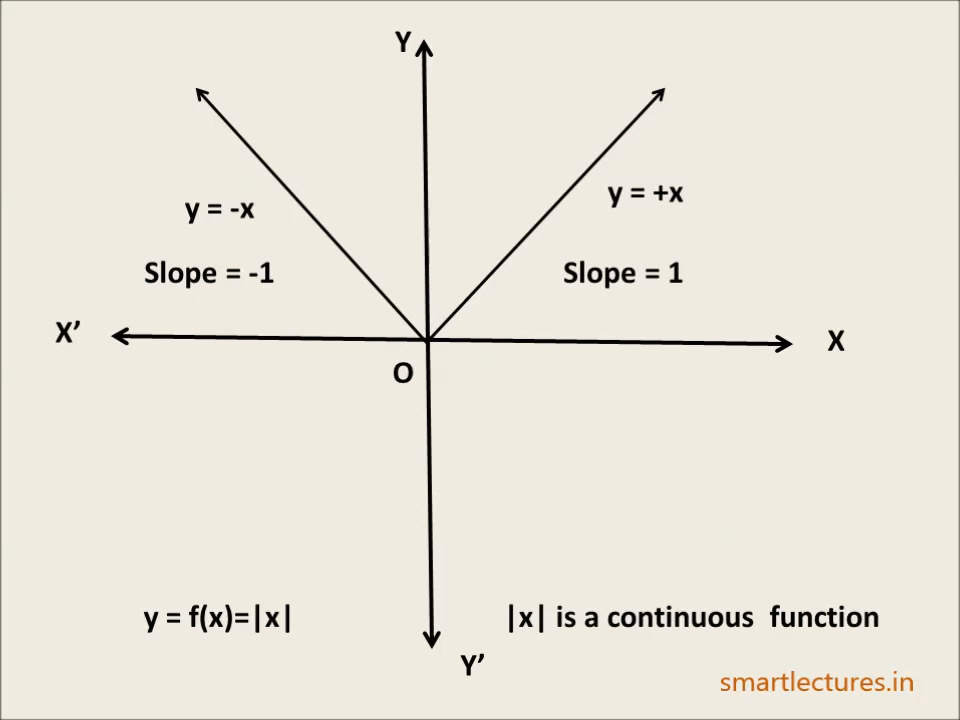 Y
y = -x
y = +x
Slope = -1
Slope = 1
X’
X
O
y = f(x)=|x|
|x| is a continuous  function
Y’
smartlectures.in